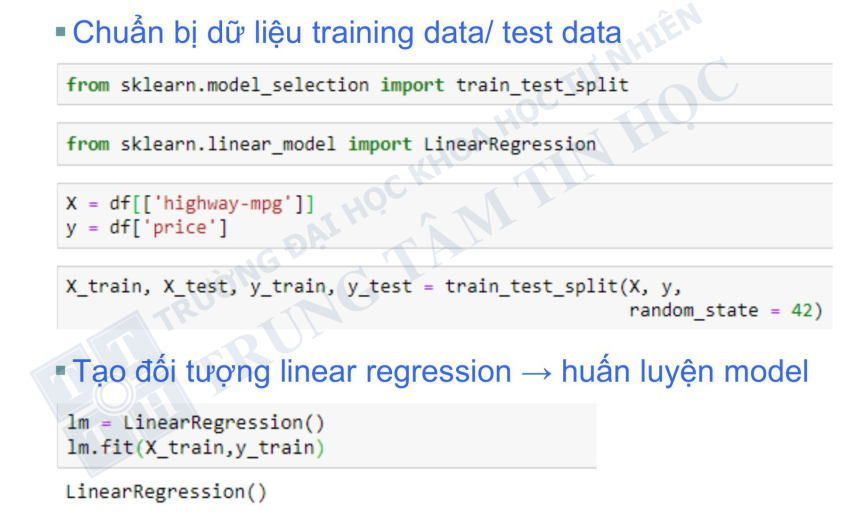 Chuẩn bị dữ liệu training data/ test data
from sklearn.model_selection import train_test_split
from sklearn.linear_model import LinearRegression
X = df[['highway-mpg']]
y = df['price']
X_train, X_test, y_train, y_test = train_test_split(X, y,
random_state = 42)
Tạo đối tượng linear regression → huấn luyện model
lm = LinearRegression()
lm.fit(X_train,y_train)
LinearRegression()
TRƯỜNG ĐẠI HỌC KHOA HỌC TỰ NHIÊN
TRUNG TÂM TIN HỌC